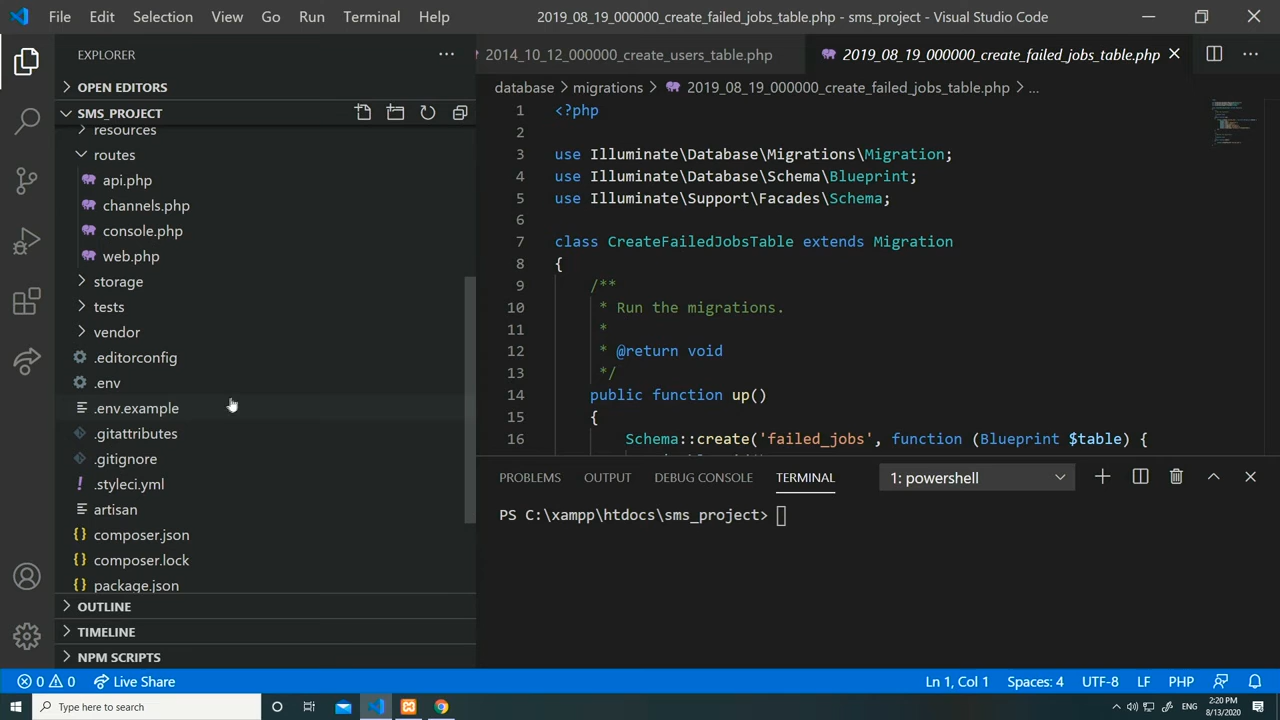 File Edit Selection View Go Run Terminal Help
2019_08_19_000000_create_failed_jobs_table.php - sms_project - Visual Studio Code
EXPLORER
OPEN EDITORS
SMS_PROJECT
resources
routes
api.php
channels.php
console.php
web.php
storage
tests
vendor
.editorconfig
.env
.env.example
.gitattributes
.gitignore
.styleci.yml
artisan
composer.json
composer.lock
package.json
OUTLINE
TIMELINE
NPM SCRIPTS
2014_10_12_000000_create_users_table.php
2019_08_19_000000_create_failed_jobs_table.php
database > migrations > 2019_08_19_000000_create_failed_jobs_table.php > ...
1 <?php
2
3 use Illuminate\Database\Migrations\Migration;
4 use Illuminate\Database\Schema\Blueprint;
5 use Illuminate\Support\Facades\Schema;
6
7 class CreateFailedJobsTable extends Migration
8 {
9 /**
10 * Run the migrations.
11 *
12 * @return void
13 */
14 public function up()
15 {
16 Schema::create('failed_jobs', function (Blueprint $table) {
PROBLEMS OUTPUT DEBUG CONSOLE TERMINAL 1: powershell
PS C:\xampp\htdocs\sms_project>
0 0 Live Share
Ln 1, Col 1 Spaces: 4 UTF-8 LF PHP
Type here to search
ENG
2:20 PM
8/13/2020